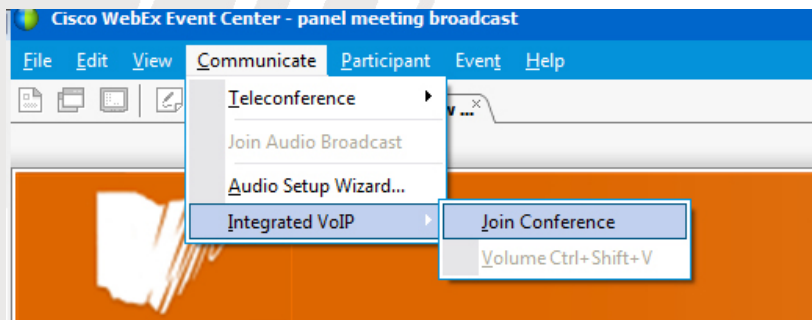 Cisco WebEx Event Center - panel meeting broadcast
File Edit View Communicate Participant Event Help
Teleconference
w ...
Join Audio Broadcast
Audio Setup Wizard...
Integrated VoIP
Join Conference
Volume Ctrl+Shift+V